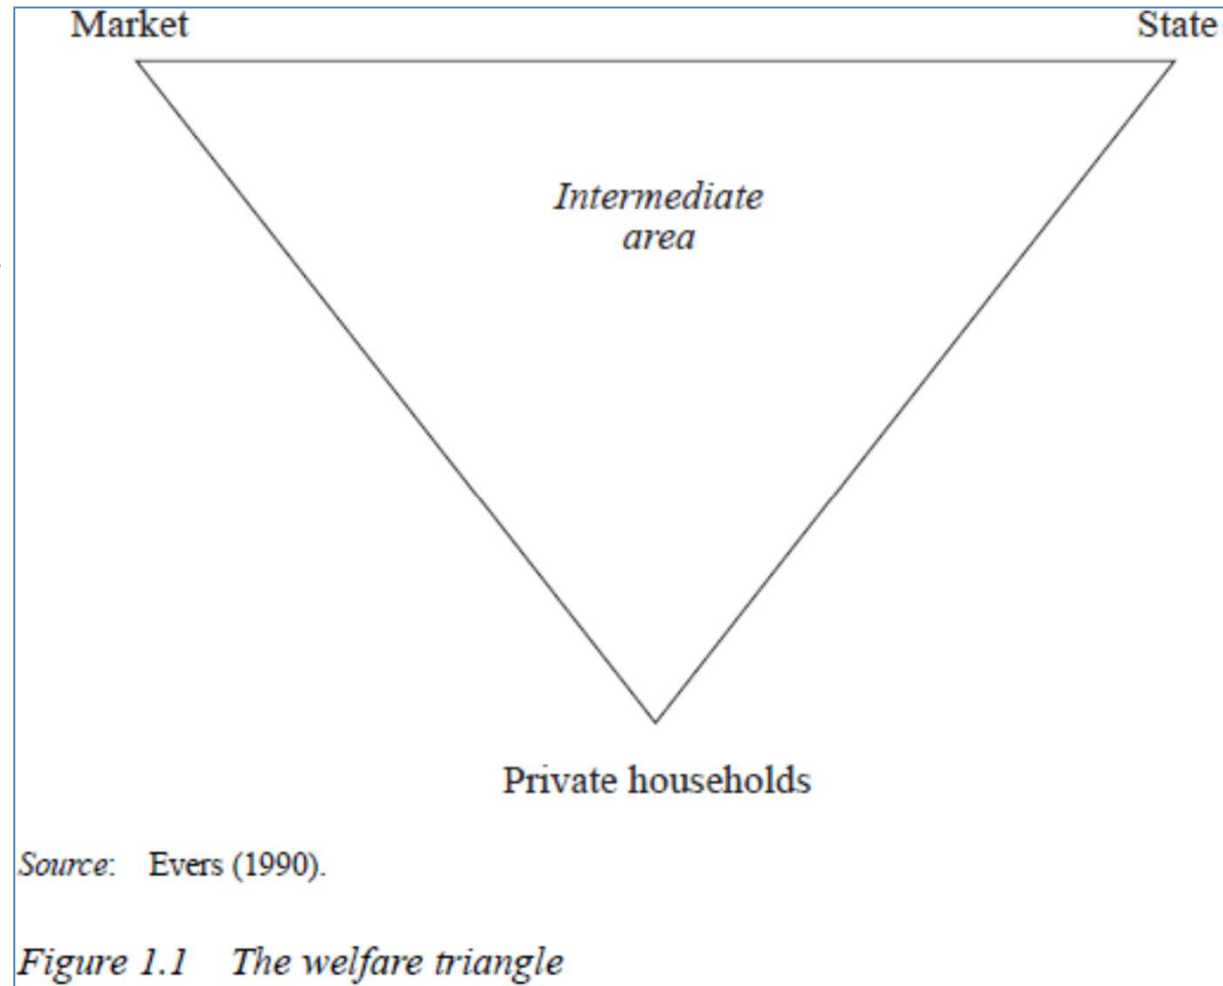 Market State
Intermediate
area
Private households
Source: Evers (1990).
Figure 1.1 The welfare triangle